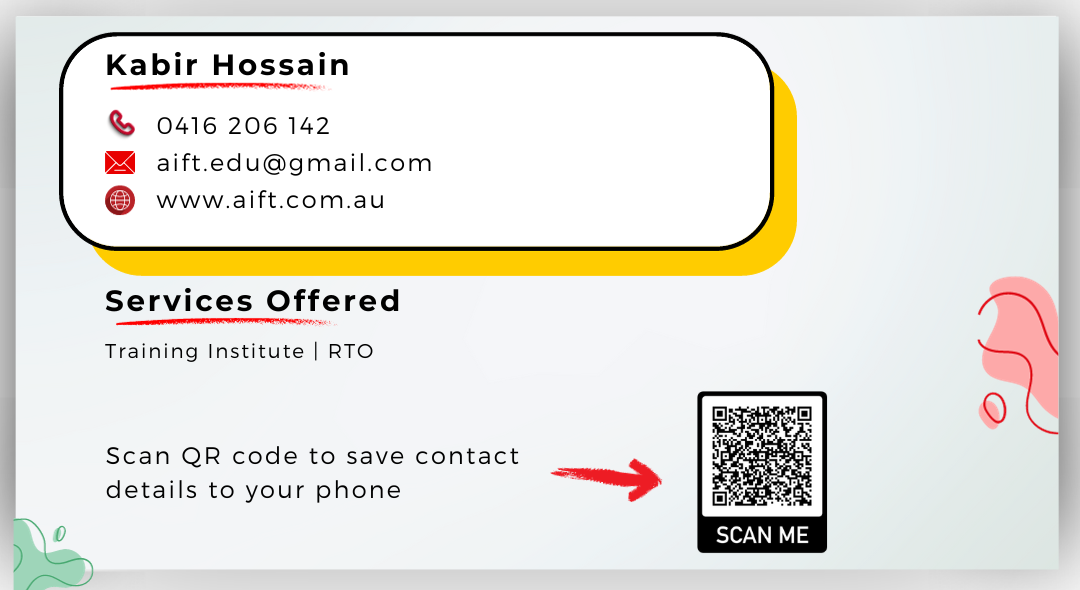 Kabir Hossain
0416 206 142
aift.edu@gmail.com
www.aift.com.au
Services Offered
Training Institute | RTO
Scan QR code to save contact
details to your phone
SCAN ME